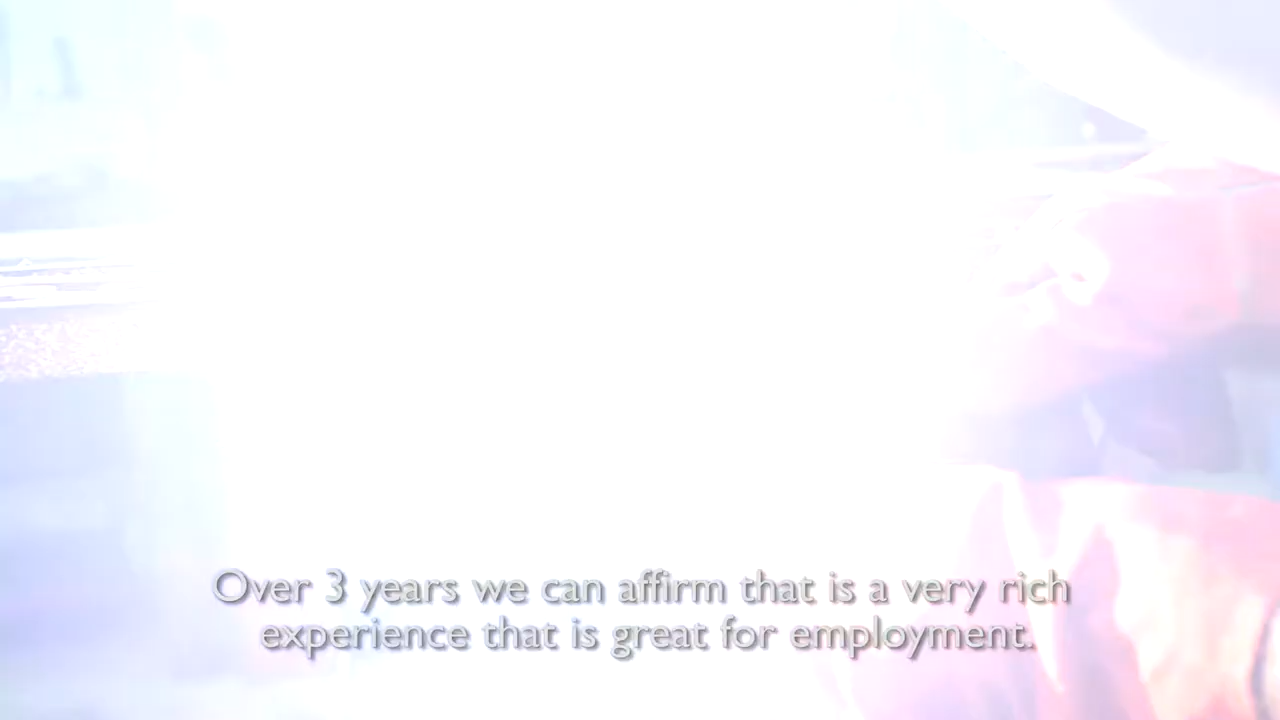 Over 3 years we can affirm that is a very rich
experience that is great for employment.